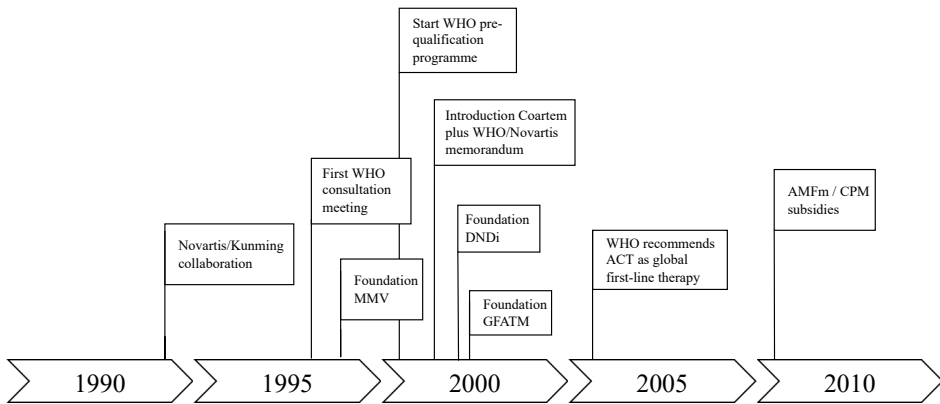 Start WHO pre-
qualification
programme
Introduction Coartem
plus WHO/Novartis
memorandum
First WHO
consultation
meeting
AMFm / CPM
subsidies
Novartis/Kunming
collaboration
Foundation
DNDi
WHO recommends
ACT as global
first-line therapy
Foundation
MMV
Foundation
GFATM
1990
1995
2000
2005
2010